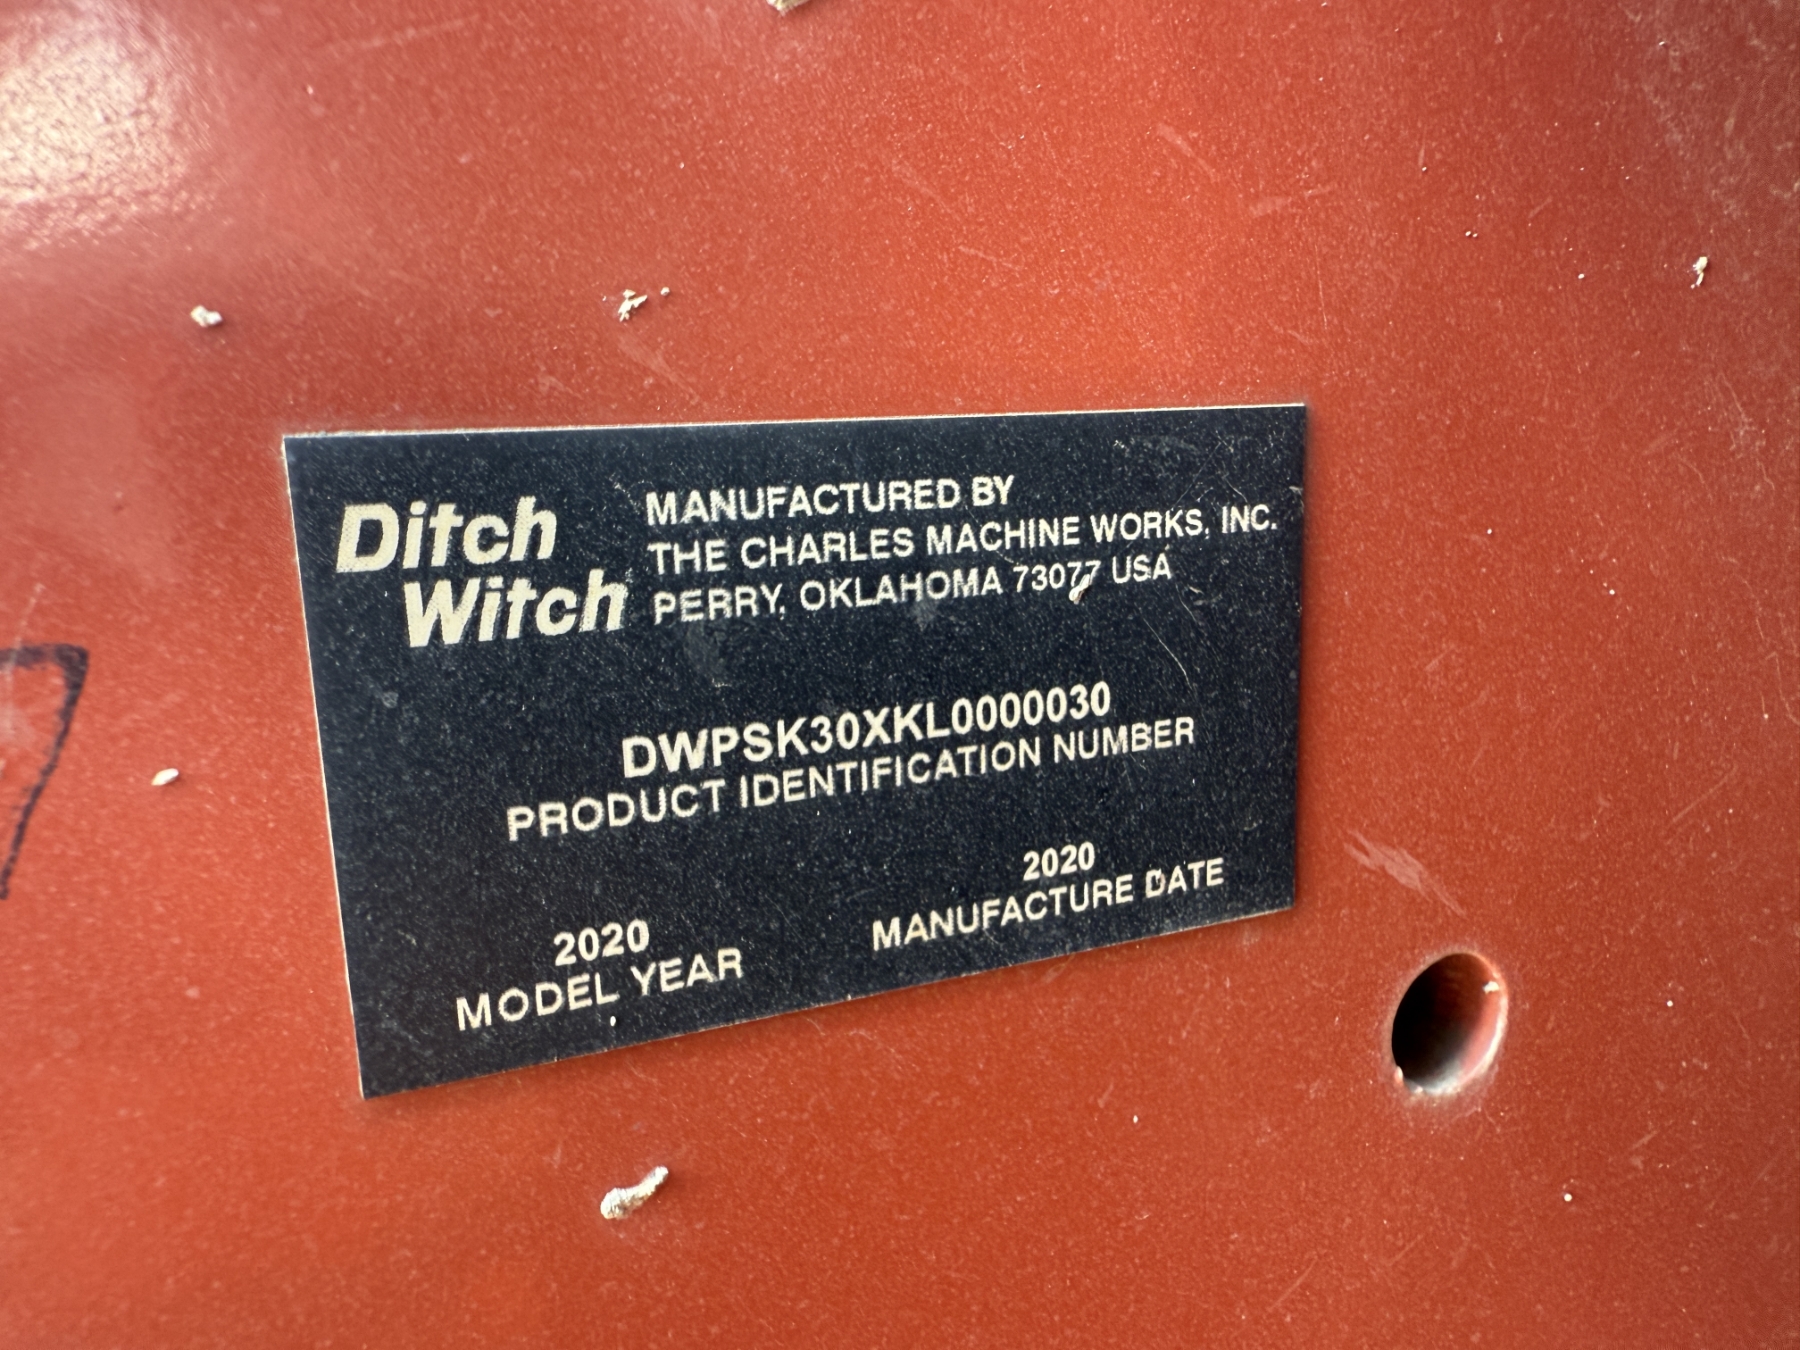 Ditch
Witch
MANUFACTURED BY
THE CHARLES MACHINE WORKS, INC.
PERRY, OKLAHOMA 73077 USA
DWPSK30XKL0000030
PRODUCT IDENTIFICATION NUMBER
2020
MODEL YEAR
2020
MANUFACTURE DATE